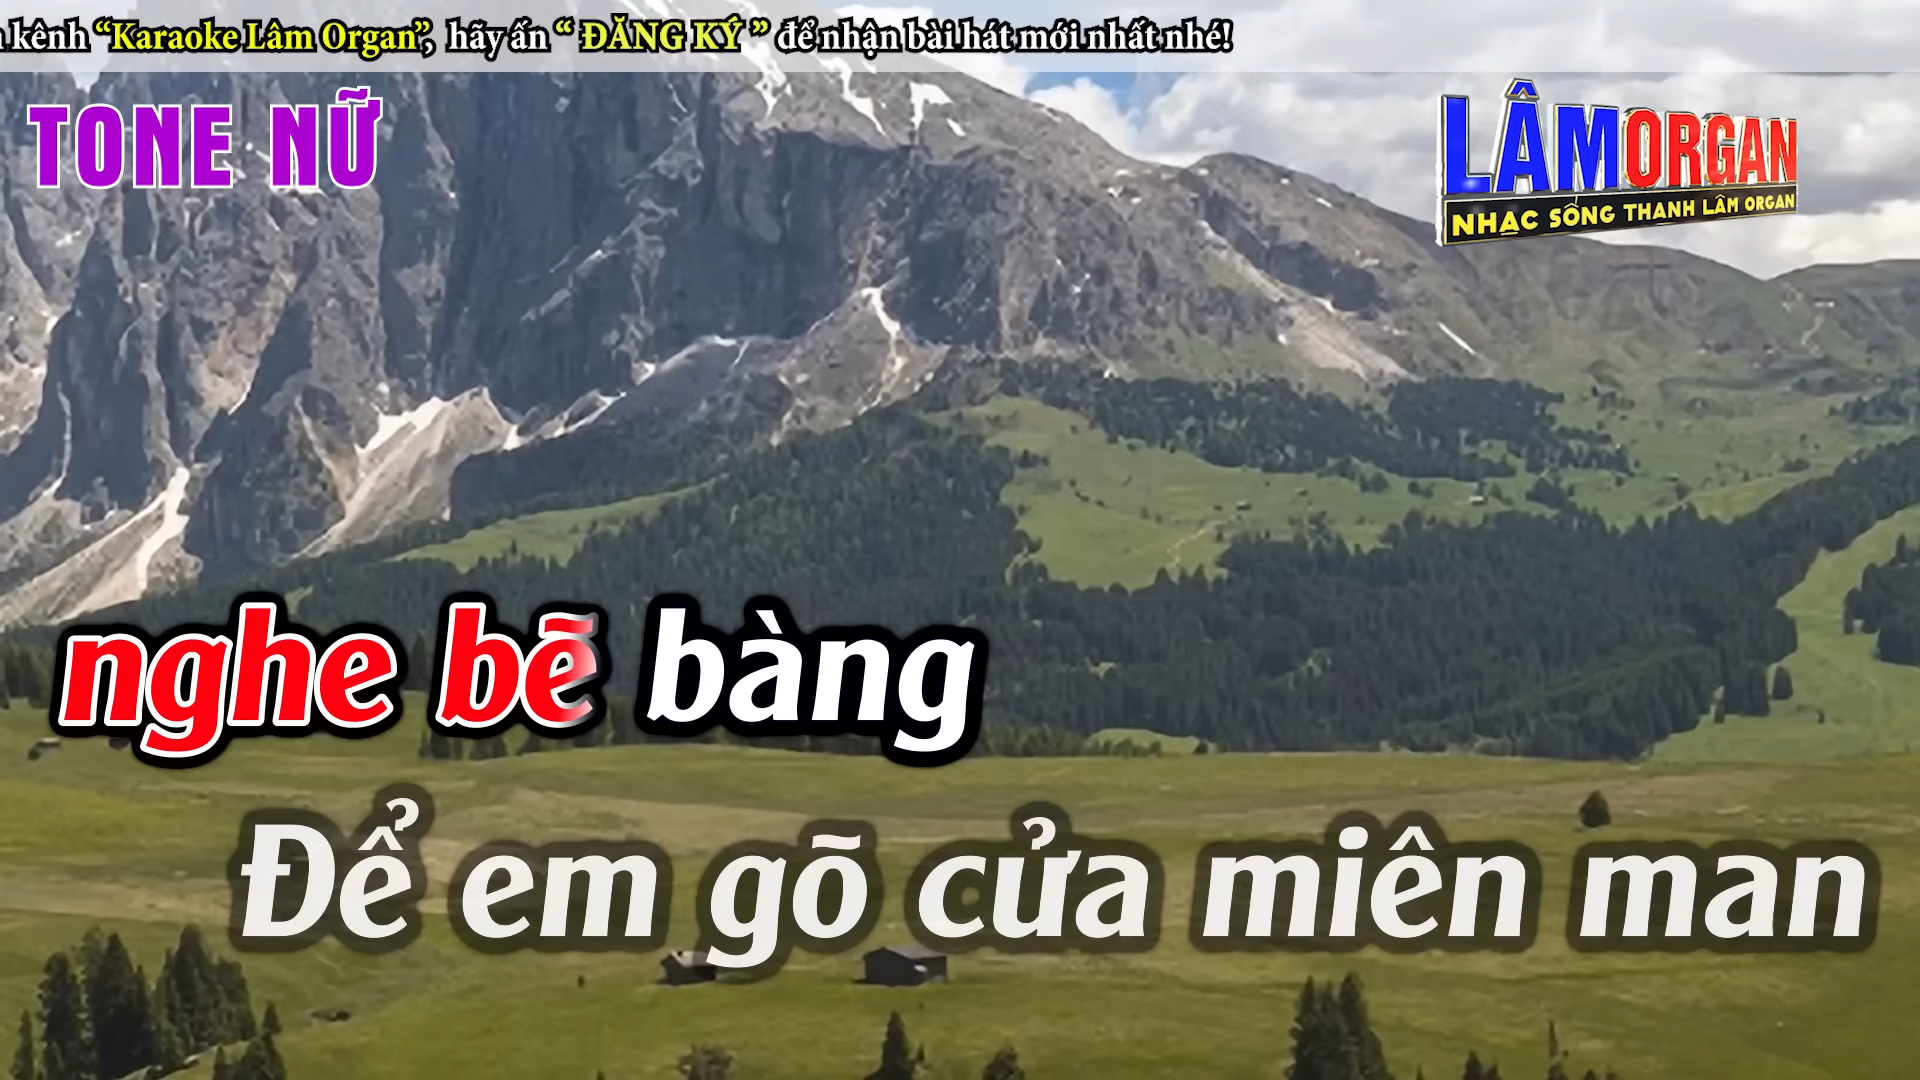 kênh “Karaoke Lâm Organ”, hãy ấn “ ĐĂNG KÝ ” để nhận bài hát mới nhất nhé!
TONE NỮ
LÂMORGAN
NHẠC SỐNG THANH LÂM ORGAN
nghe bẽ bàng
Để em gõ cửa miên man